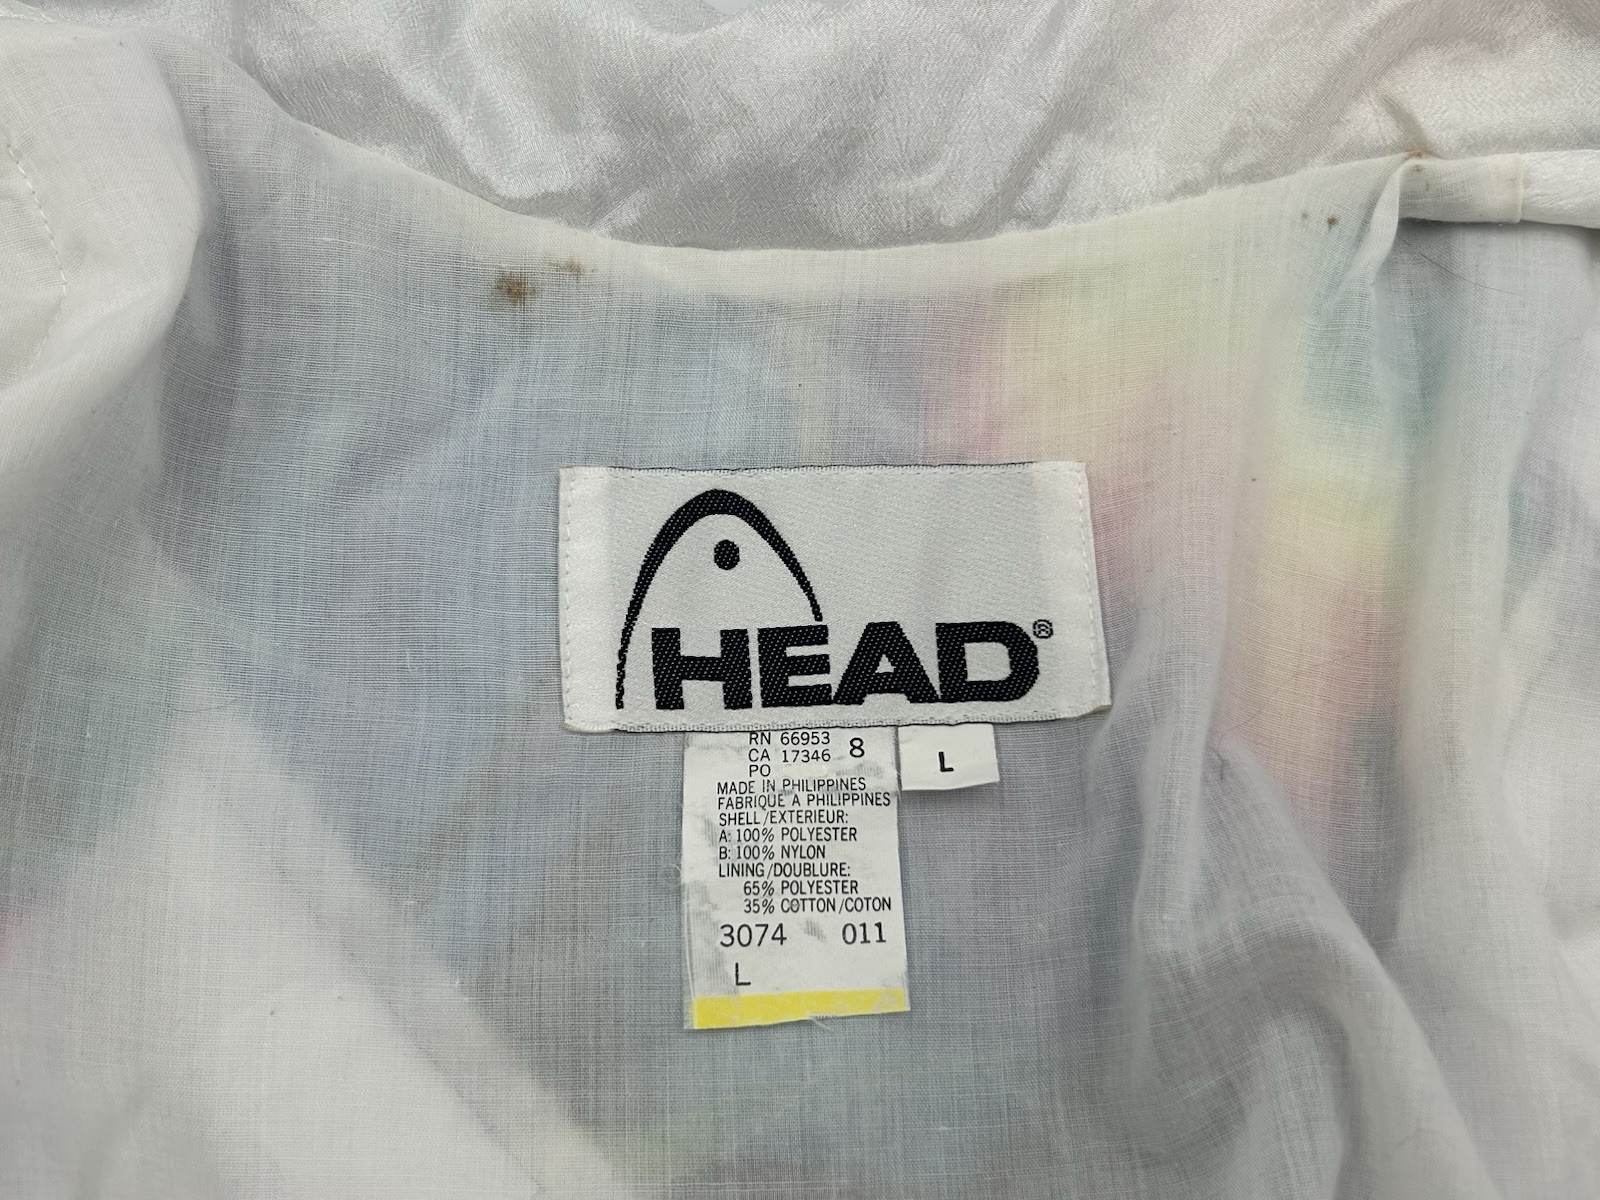 HEAD®
RN 66953 8
CA 17346
PO
L
MADE IN PHILIPPINES
FABRIQUE A PHILIPPINES
SHELL/EXTERIEUR:
A: 100% POLYESTER
B: 100% NYLON
LINING/DOUBLURE:
65% POLYESTER
35% COTTON/COTON
3074 011
L